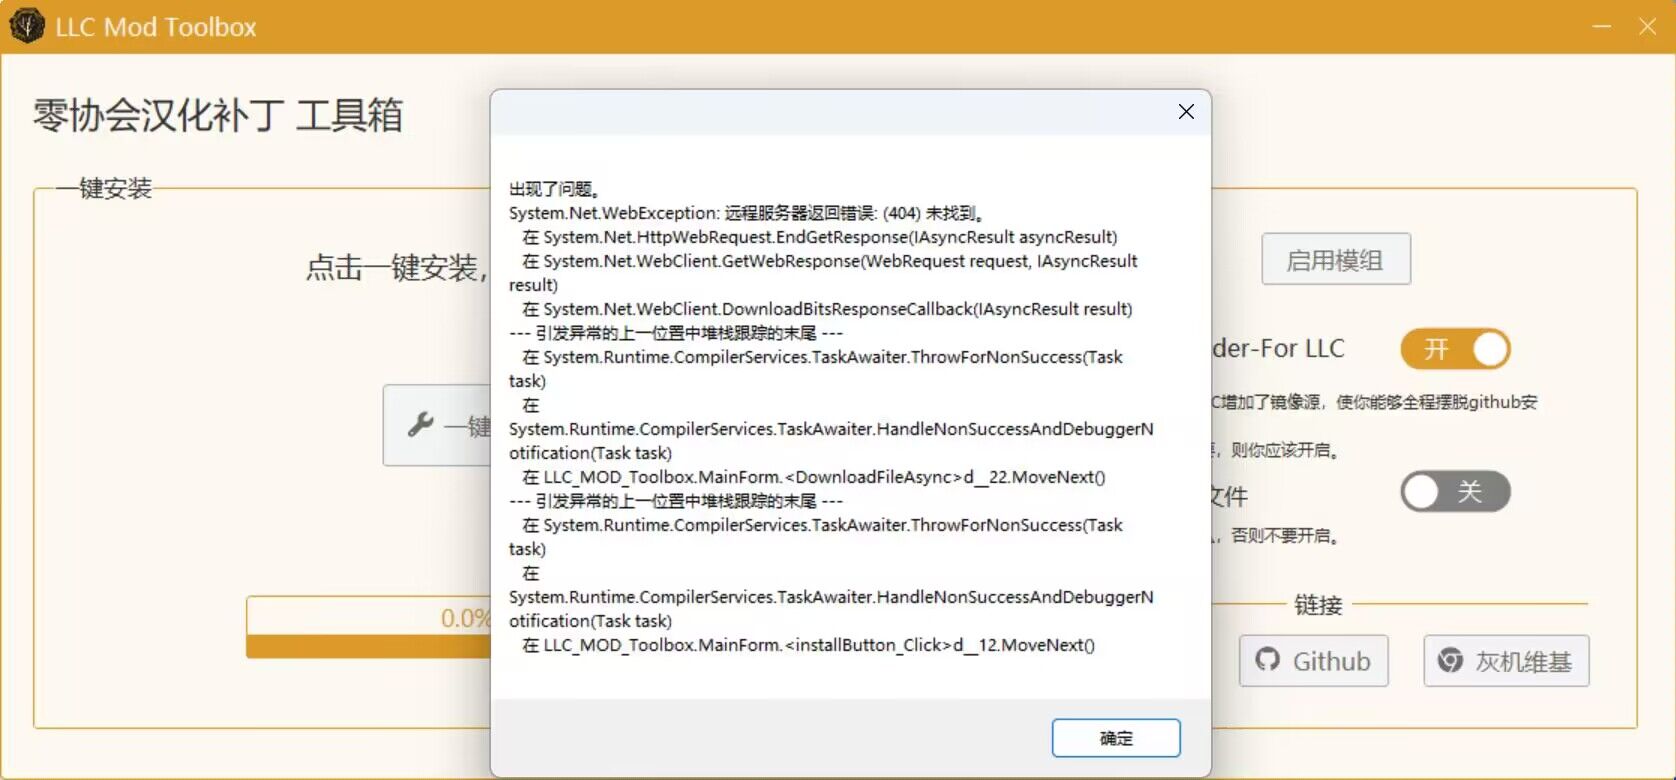 LLC Mod Toolbox
零协会汉化补丁 工具箱
一键安装
点击一键安装,
一键
0.0%
出现了问题。
System.Net.WebException: 远程服务器返回错误: (404) 未找到。
在 System.Net.HttpWebRequest.EndGetResponse(IAsyncResult asyncResult)
在 System.Net.WebClient.GetWebResponse(WebRequest request, IAsyncResult
result)
在 System.Net.WebClient.DownloadBitsResponseCallback(IAsyncResult result)
--- 引发异常的上一位置中堆栈跟踪的末尾 ---
在 System.Runtime.CompilerServices.TaskAwaiter.ThrowForNonSuccess(Task
task)
在
System.Runtime.CompilerServices.TaskAwaiter.HandleNonSuccessAndDebuggerN
otification(Task task)
在 LLC_MOD_Toolbox.MainForm.<DownloadFileAsync>d__22.MoveNext()
--- 引发异常的上一位置中堆栈跟踪的末尾 ---
在 System.Runtime.CompilerServices.TaskAwaiter.ThrowForNonSuccess(Task
task)
在
System.Runtime.CompilerServices.TaskAwaiter.HandleNonSuccessAndDebuggerN
otification(Task task)
在 LLC_MOD_Toolbox.MainForm.<installButton_Click>d__12.MoveNext()
确定
启用模组
der-For LLC
开
C增加了镜像源，使你能够全程摆脱github安
，则你应该开启。
文件
关
，否则不要开启。
链接
Github
灰机维基